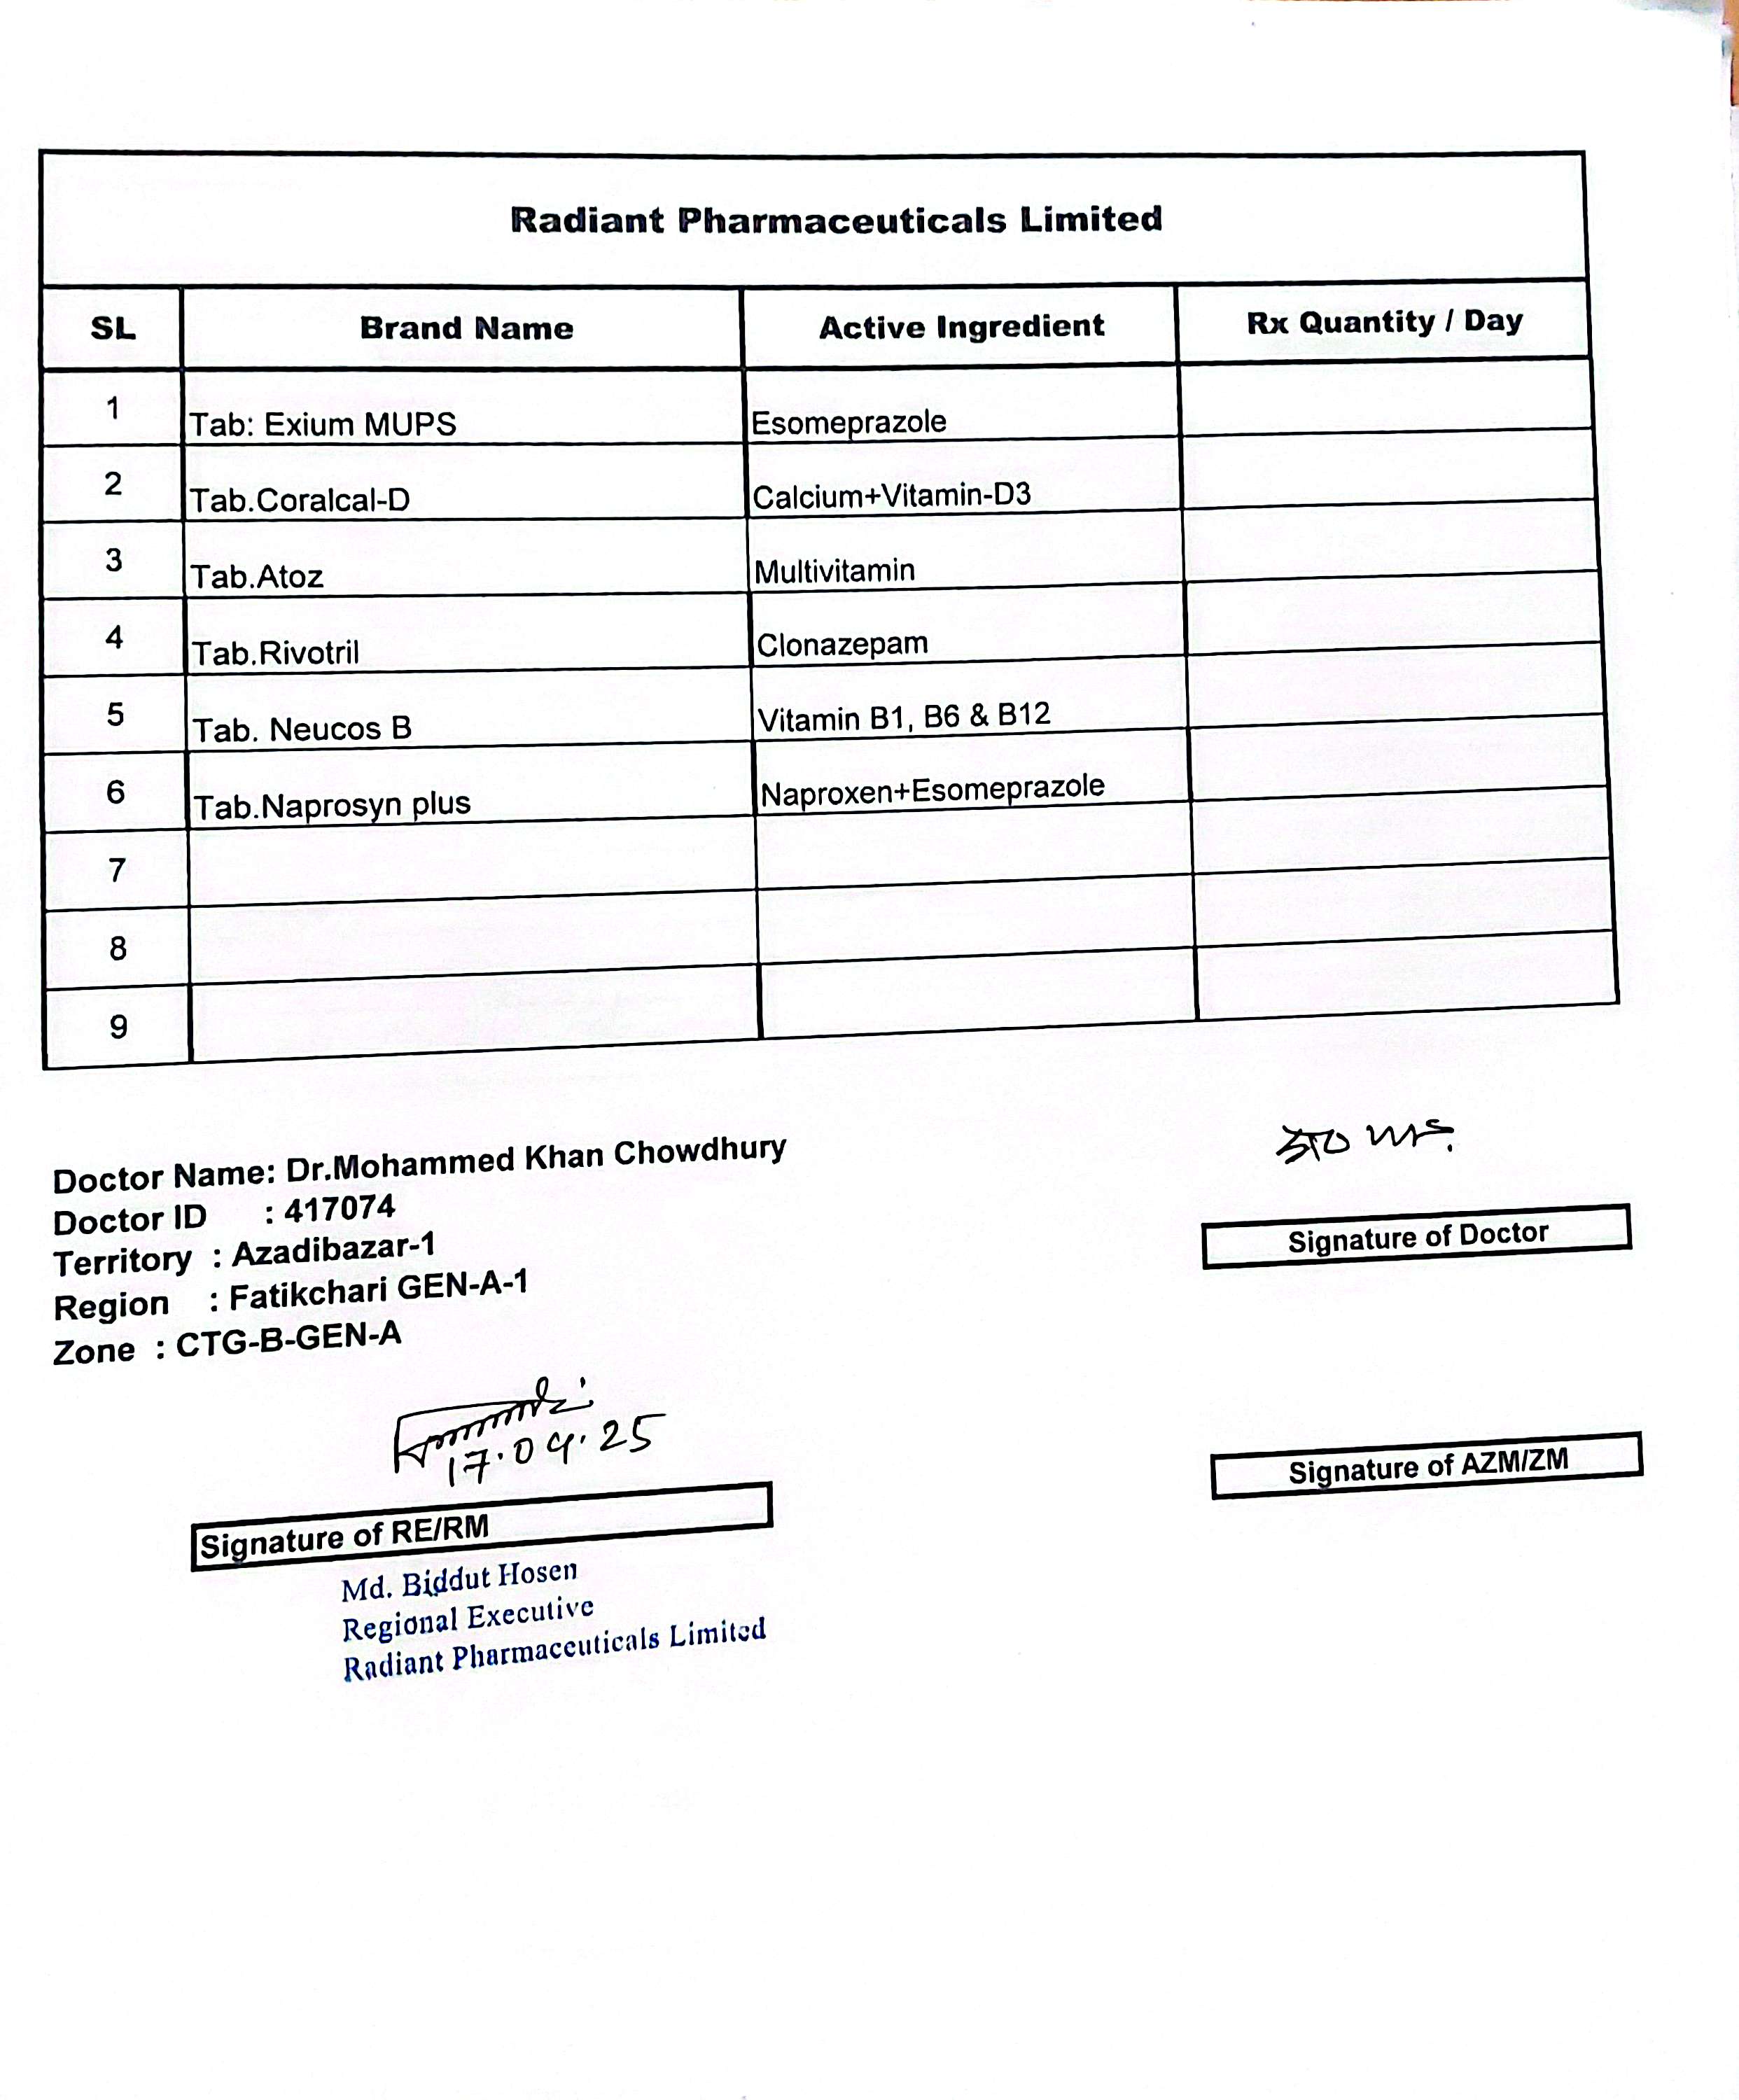 Radiant Pharmaceuticals Limited
SL Brand Name Active Ingredient Rx Quantity / Day
1 Tab: Exium MUPS Esomeprazole
2 Tab.Coralcal-D Calcium+Vitamin-D3
3 Tab.Atoz Multivitamin
4 Tab.Rivotril Clonazepam
5 Tab. Neucos B Vitamin B1, B6 & B12
6 Tab.Naprosyn plus Naproxen+Esomeprazole
7
8
9
Doctor Name: Dr.Mohammed Khan Chowdhury
Doctor ID : 417074
Territory : Azadibazar-1
Region : Fatikchari GEN-A-1
Zone : CTG-B-GEN-A
Signature of Doctor
17.04.25
Signature of RE/RM
Signature of AZM/ZM
Md. Biddut Hosen
Regional Executive
Radiant Pharmaceuticals Limited